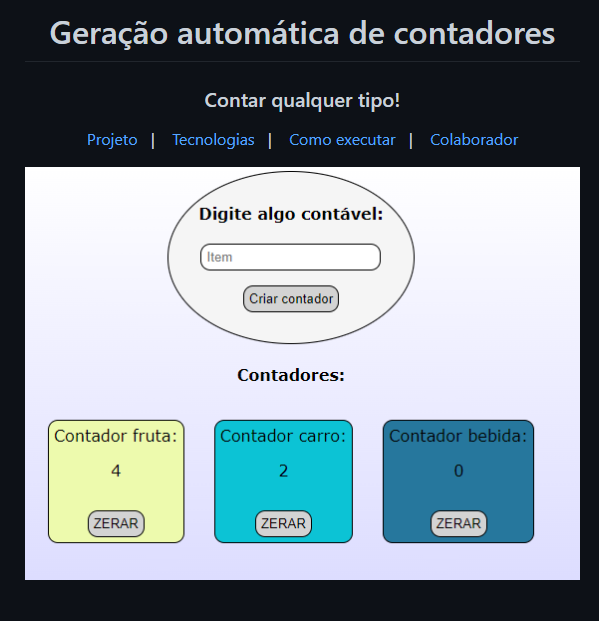 Geração automática de contadores
Contar qualquer tipo!
Projeto | Tecnologias | Como executar | Colaborador
Digite algo contável:
Item
Criar contador
Contadores:
Contador fruta: Contador carro: Contador bebida:
4 2 0
ZERAR ZERAR ZERAR